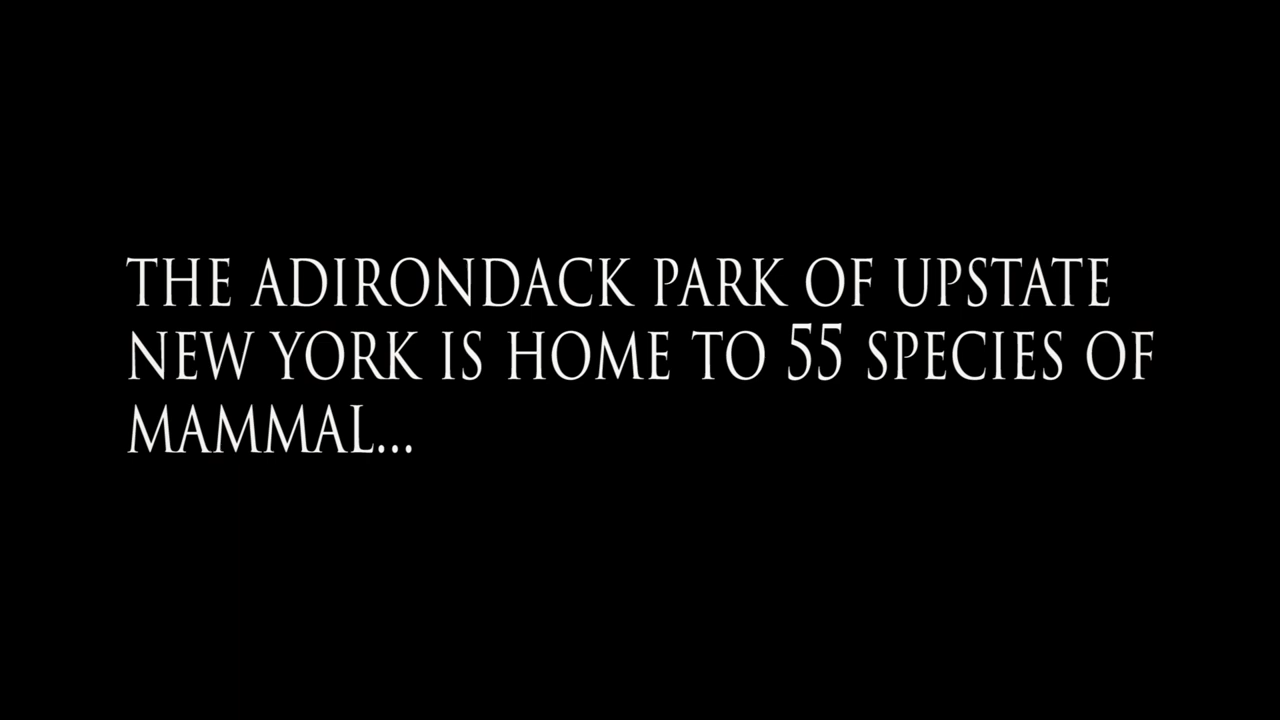 THE ADIRONDACK PARK OF UPSTATE
NEW YORK IS HOME TO 55 SPECIES OF
MAMMAL...